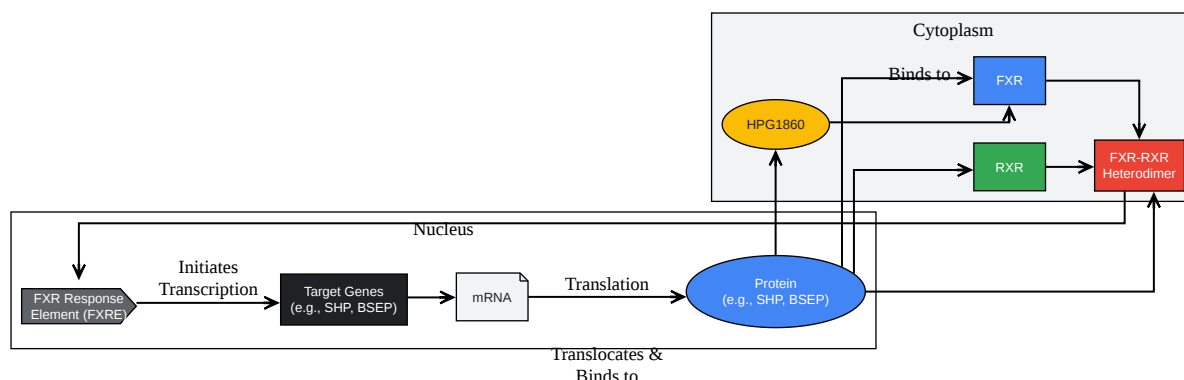 Cytoplasm
Binds to
FXR
HPG1860
RXR
FXR-RXR
Heterodimer
Nucleus
Initiates
Transcription
FXR Response
Element (FXRE)
Target Genes
(e.g., SHP, BSEP)
mRNA
Translation
Protein
(e.g., SHP, BSEP)
Translocates &
Binds to